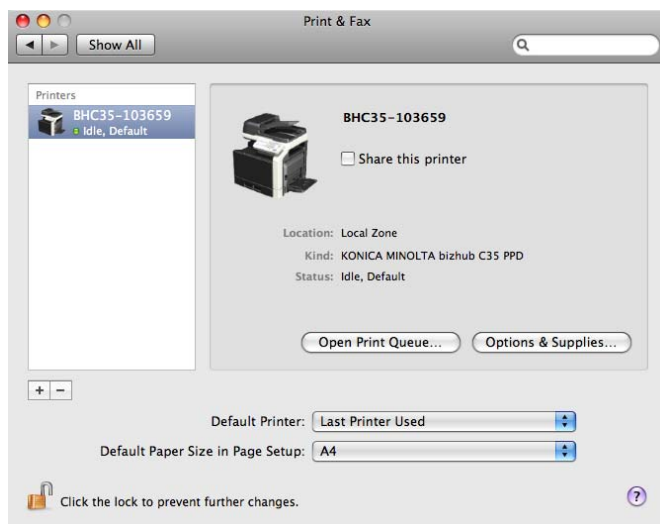 Print & Fax
Show All
Printers
BHC35-103659
Idle, Default
BHC35-103659
Share this printer
Location: Local Zone
Kind: KONICA MINOLTA bizhub C35 PPD
Status: Idle, Default
Open Print Queue...
Options & Supplies...
+ −
Default Printer: Last Printer Used
Default Paper Size in Page Setup: A4
Click the lock to prevent further changes.
?